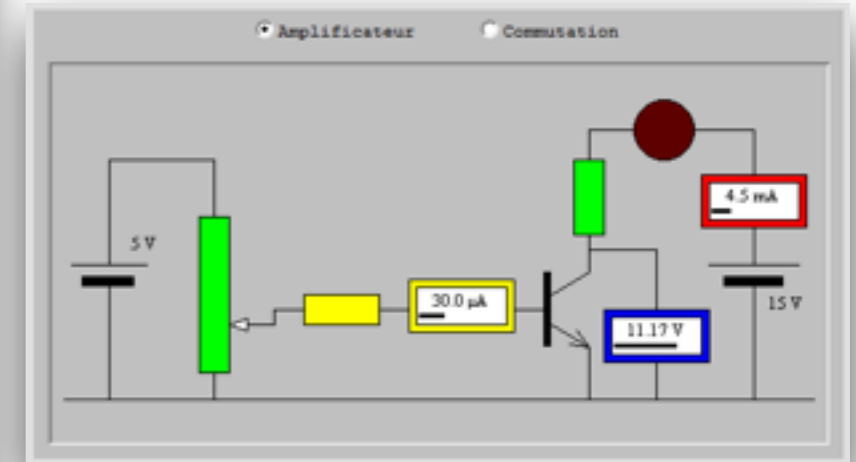 Amplificateur Commutation
5 V
4.5 mA
30.0 µA
15 V
11.17 V